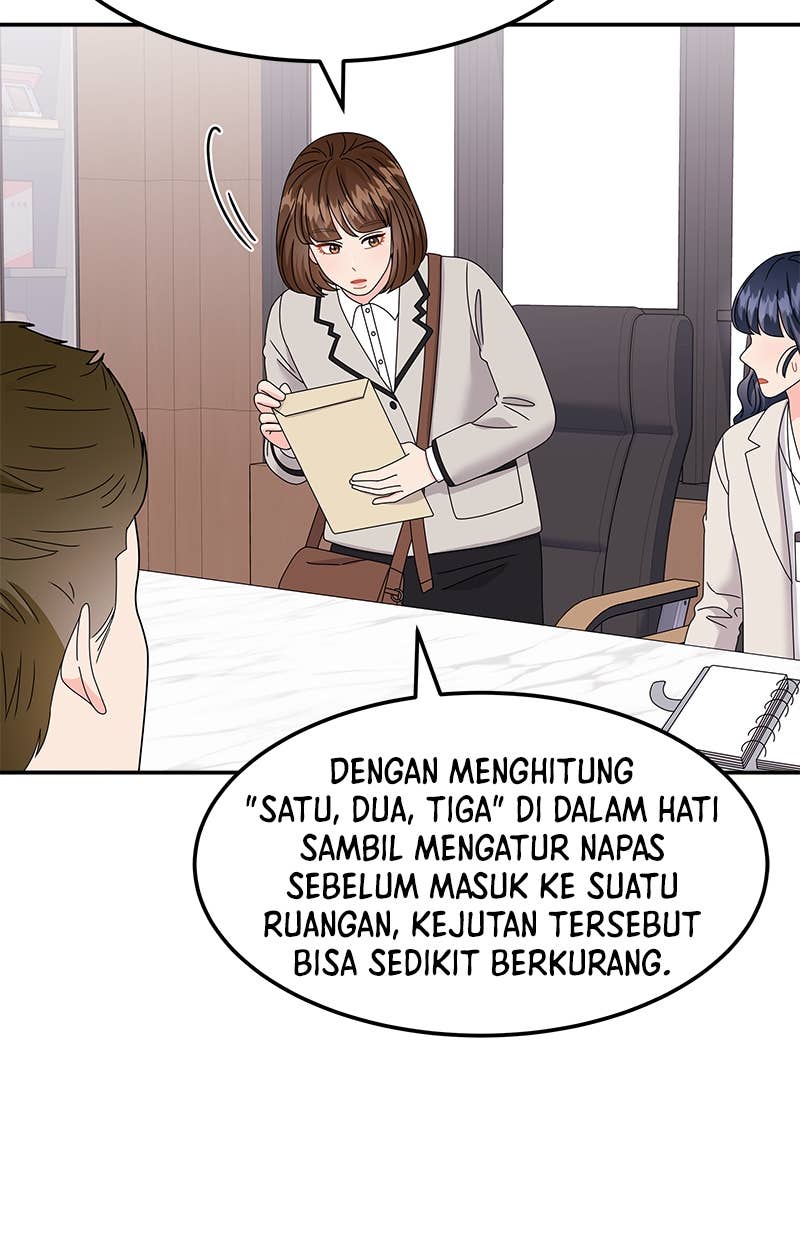 DENGAN MENGHITUNG
"SATU, DUA, TIGA" DI DALAM HATI
SAMBIL MENGATUR NAPAS
SEBELUM MASUK KE SUATU
RUANGAN, KEJUTAN TERSEBUT
BISA SEDIKIT BERKURANG.